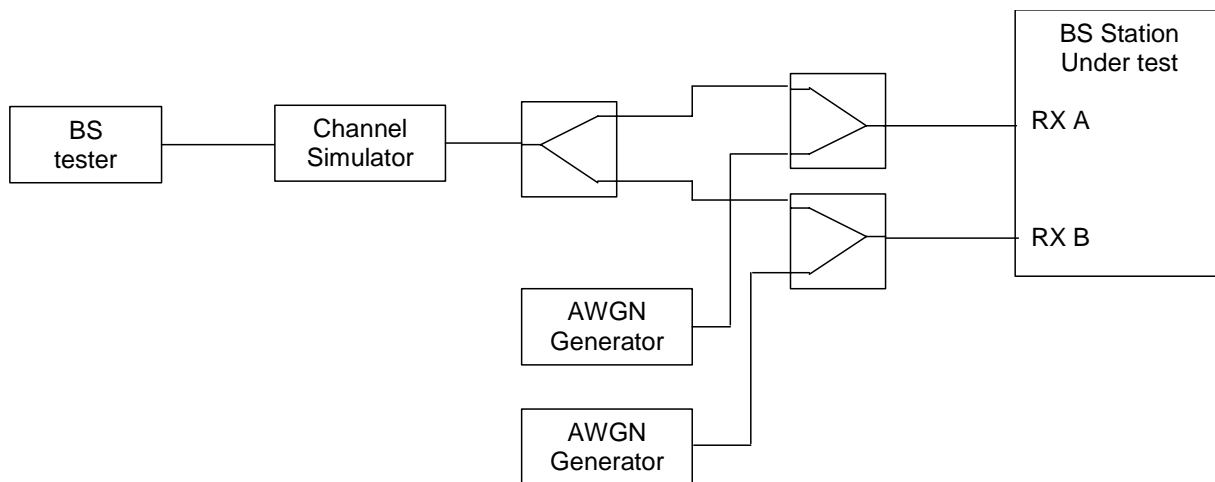 BS
tester
Channel
Simulator
BS Station
Under test
RX A
RX B
AWGN
Generator
AWGN
Generator